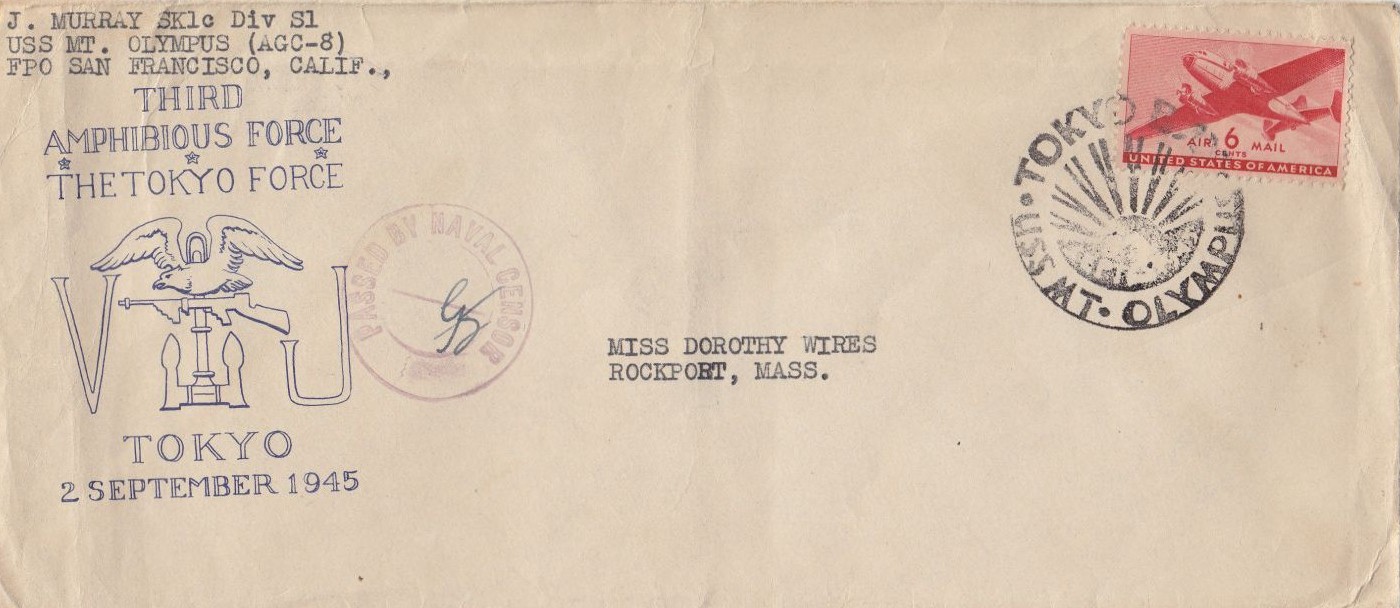 J. MURRAY SK1c Div S1
USS MT. OLYMPUS (AGC-8)
FPO SAN FRANCISCO, CALIF.,
THIRD
AMPHIBIOUS FORCE
THE TOKYO FORCE
V J
TOKYO
2 SEPTEMBER 1945
PASSED BY NAVAL CENSOR
MISS DOROTHY WIRES
ROCKPORT, MASS.
TOKYO BAY
USS MT. OLYMPUS
AIR 6 MAIL
CENTS
UNITED STATES OF AMERICA